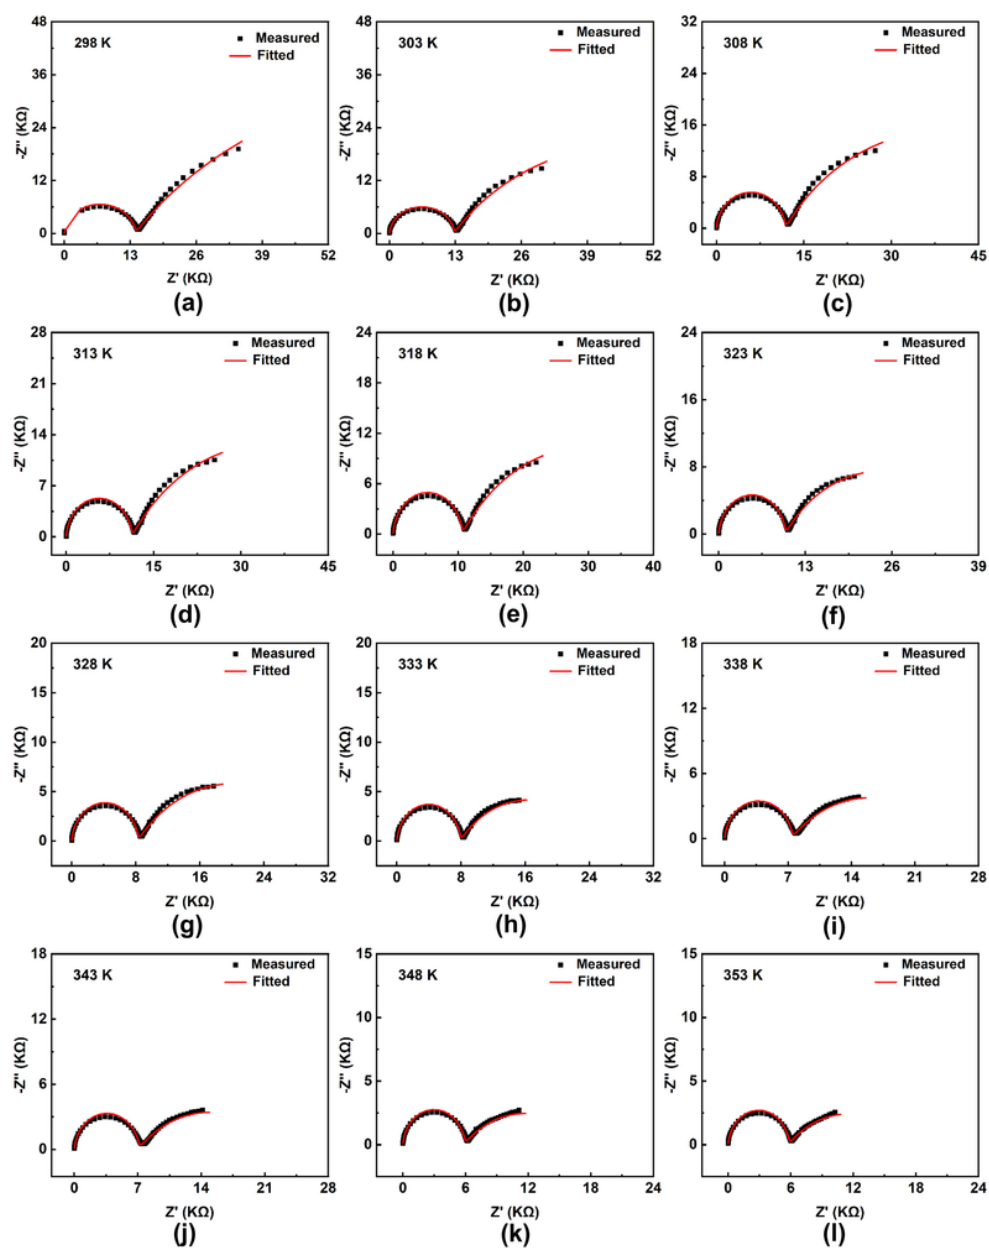 48
36
24
12
0
-Z'' (KΩ)
298 K
Measured
Fitted
0 13 26 39 52
Z' (KΩ)
(a)
48
36
24
12
0
-Z'' (KΩ)
303 K
Measured
Fitted
0 13 26 39 52
Z' (KΩ)
(b)
32
24
16
8
0
-Z'' (KΩ)
308 K
Measured
Fitted
0 15 30 45
Z' (KΩ)
(c)
28
21
14
7
0
-Z'' (KΩ)
313 K
Measured
Fitted
0 15 30 45
Z' (KΩ)
(d)
24
18
12
6
0
-Z'' (KΩ)
318 K
Measured
Fitted
0 10 20 30 40
Z' (KΩ)
(e)
24
16
8
0
-Z'' (KΩ)
323 K
Measured
Fitted
0 13 26 39
Z' (KΩ)
(f)
20
15
10
5
0
-Z'' (KΩ)
328 K
Measured
Fitted
0 8 16 24 32
Z' (KΩ)
(g)
20
15
10
5
0
-Z'' (KΩ)
333 K
Measured
Fitted
0 8 16 24 32
Z' (KΩ)
(h)
18
12
6
0
-Z'' (KΩ)
338 K
Measured
Fitted
0 7 14 21 28
Z' (KΩ)
(i)
18
12
6
0
-Z'' (KΩ)
343 K
Measured
Fitted
0 7 14 21 28
Z' (KΩ)
(j)
15
10
5
0
-Z'' (KΩ)
348 K
Measured
Fitted
0 6 12 18 24
Z' (KΩ)
(k)
15
10
5
0
-Z'' (KΩ)
353 K
Measured
Fitted
0 6 12 18 24
Z' (KΩ)
(l)